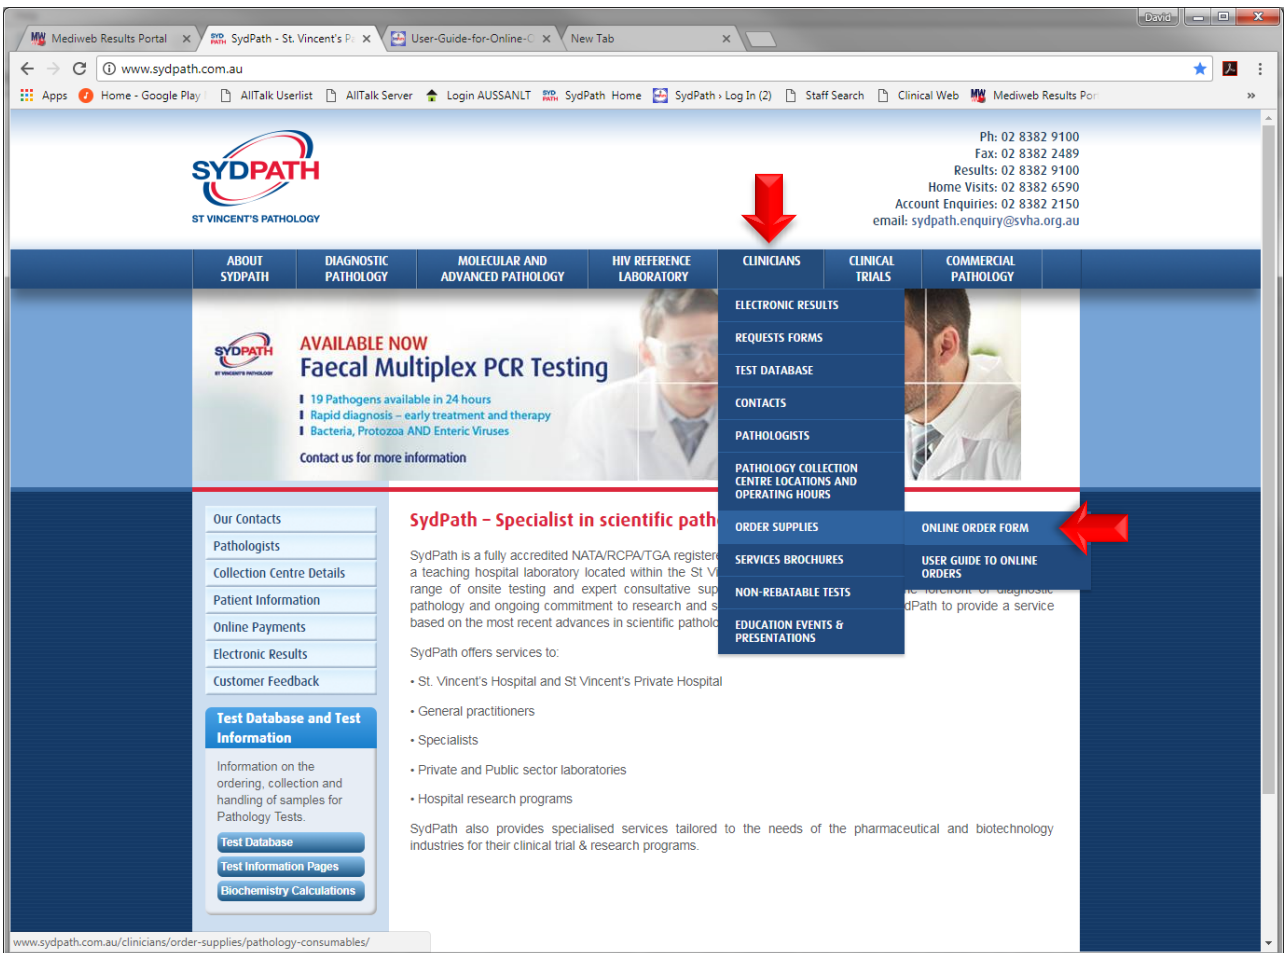 David
Mediweb Results Portal
SydPath - St. Vincent's Pa
User-Guide-for-Online-O
New Tab
www.sydpath.com.au
Apps
Home - Google Play
AllTalk Userlist
AllTalk Server
Login AUSSANLT
SydPath Home
SydPath › Log In (2)
Staff Search
Clinical Web
Mediweb Results Por
»
SYDPATH
ST VINCENT'S PATHOLOGY
Ph: 02 8382 9100
Fax: 02 8382 2489
Results: 02 8382 9100
Home Visits: 02 8382 6590
Account Enquiries: 02 8382 2150
email: sydpath.enquiry@svha.org.au
ABOUT
SYDPATH
DIAGNOSTIC
PATHOLOGY
MOLECULAR AND
ADVANCED PATHOLOGY
HIV REFERENCE
LABORATORY
CLINICIANS
CLINICAL
TRIALS
COMMERCIAL
PATHOLOGY
ELECTRONIC RESULTS
REQUESTS FORMS
TEST DATABASE
CONTACTS
PATHOLOGISTS
PATHOLOGY COLLECTION
CENTRE LOCATIONS AND
OPERATING HOURS
ORDER SUPPLIES
SERVICES BROCHURES
NON-REBATABLE TESTS
EDUCATION EVENTS &
PRESENTATIONS
ONLINE ORDER FORM
USER GUIDE TO ONLINE
ORDERS
SYDPATH
ST VINCENT'S PATHOLOGY
AVAILABLE NOW
Faecal Multiplex PCR Testing
19 Pathogens available in 24 hours
Rapid diagnosis – early treatment and therapy
Bacteria, Protozoa AND Enteric Viruses
Contact us for more information
Our Contacts
Pathologists
Collection Centre Details
Patient Information
Online Payments
Electronic Results
Customer Feedback
Test Database and Test
Information
Information on the
ordering, collection and
handling of samples for
Pathology Tests.
Test Database
Test Information Pages
Biochemistry Calculations
SydPath – Specialist in scientific path
SydPath is a fully accredited NATA/RCPA/TGA registere
a teaching hospital laboratory located within the St Vi
range of onsite testing and expert consultative sup forefront of diagnostic
pathology and ongoing commitment to research and s dPath to provide a service
based on the most recent advances in scientific patholo
SydPath offers services to:
• St. Vincent's Hospital and St Vincent's Private Hospital
• General practitioners
• Specialists
• Private and Public sector laboratories
• Hospital research programs
SydPath also provides specialised services tailored to the needs of the pharmaceutical and biotechnology
industries for their clinical trial & research programs.
www.sydpath.com.au/clinicians/order-supplies/pathology-consumables/